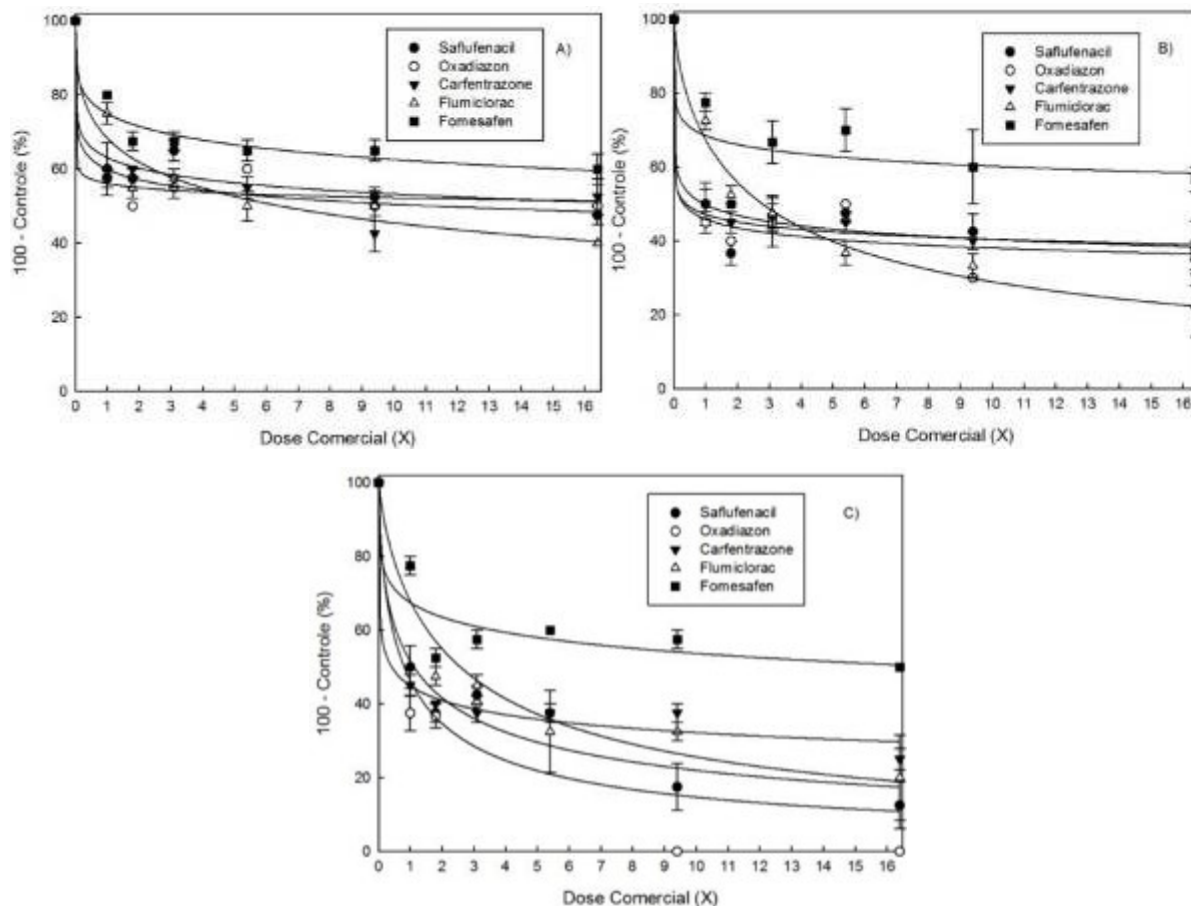 A)
Saflufenacil
Oxadiazon
Carfentrazone
Flumiclorac
Fomesafen
100 - Controle (%)
100
80
60
40
20
0
0 1 2 3 4 5 6 7 8 9 10 11 12 13 14 15 16
Dose Comercial (X)
B)
Saflufenacil
Oxadiazon
Carfentrazone
Flumiclorac
Fomesafen
100 - Controle (%)
100
80
60
40
20
0
0 1 2 3 4 5 6 7 8 9 10 11 12 13 14 15 16
Dose Comercial (X)
C)
Saflufenacil
Oxadiazon
Carfentrazone
Flumiclorac
Fomesafen
100 - Controle (%)
100
80
60
40
20
0
0 1 2 3 4 5 6 7 8 9 10 11 12 13 14 15 16
Dose Comercial (X)